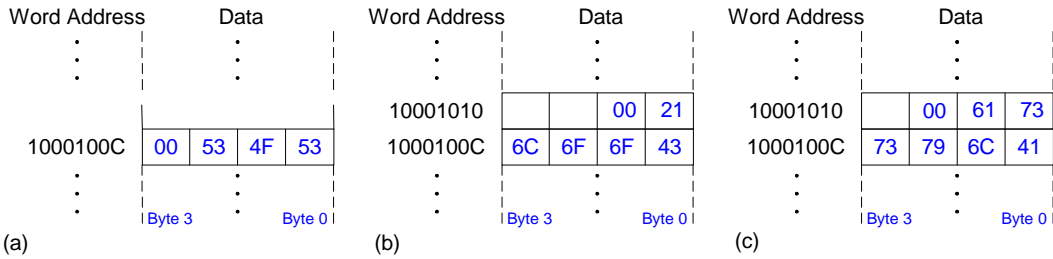 Word Address Data
10001010 00 21
1000100C 00 53 4F 53
Byte 3 Byte 0
(a)
Word Address Data
1000100C 6C 6F 6F 43
Byte 3 Byte 0
(b)
Word Address Data
10001010 00 61 73
1000100C 73 79 6C 41
Byte 3 Byte 0
(c)